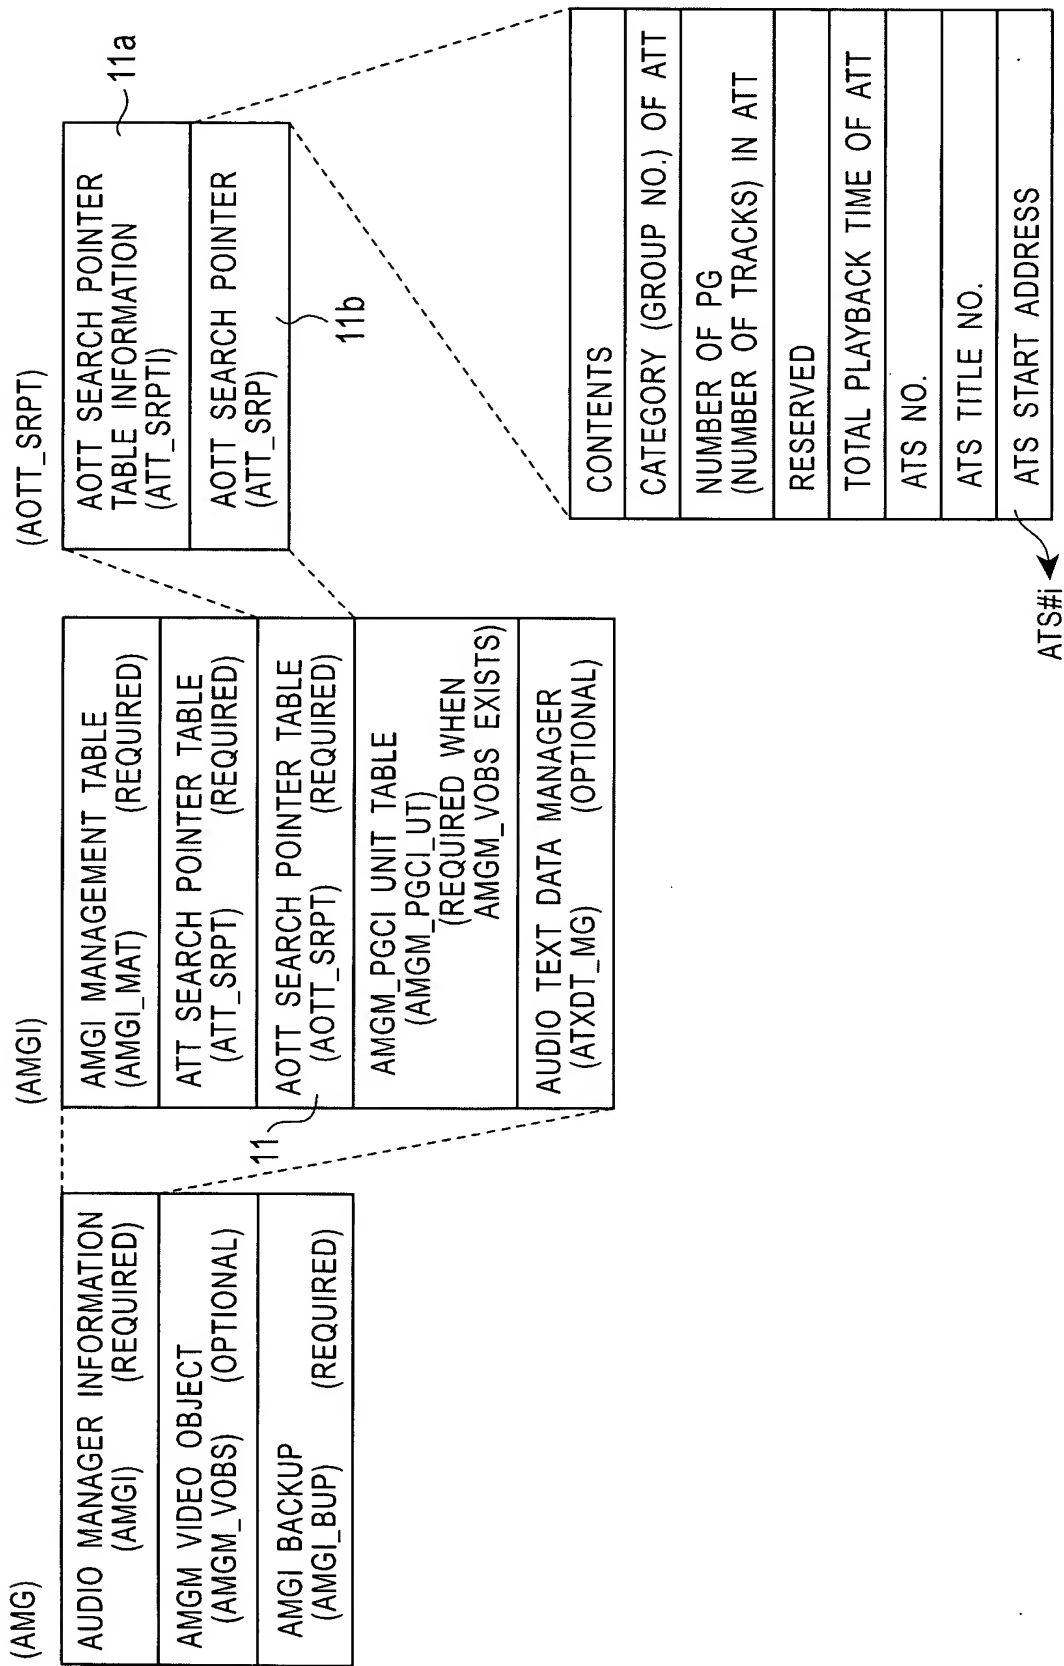 (AMG)
AUDIO MANAGER INFORMATION
(AMGI) (REQUIRED)
AMGM VIDEO OBJECT
(AMGM_VOBS) (OPTIONAL)
AMGI BACKUP
(AMGI_BUP) (REQUIRED)
(AMGI)
AMGI MANAGEMENT TABLE
(AMGI_MAT) (REQUIRED)
ATT SEARCH POINTER TABLE
(ATT_SRPT) (REQUIRED)
AOTT SEARCH POINTER TABLE
(AOTT_SRPT) (REQUIRED)
11
AMGM_PGCI UNIT TABLE
(AMGM_PGCI_UT)
(REQUIRED WHEN
AMGM_VOBS EXISTS)
AUDIO TEXT DATA MANAGER
(ATXDT_MG) (OPTIONAL)
(AOTT_SRPT)
AOTT SEARCH POINTER
TABLE INFORMATION
(ATT_SRPTI)
11a
AOTT SEARCH POINTER
(ATT_SRP)
11b
CONTENTS
CATEGORY (GROUP NO.) OF ATT
NUMBER OF PG
(NUMBER OF TRACKS) IN ATT
RESERVED
TOTAL PLAYBACK TIME OF ATT
ATS NO.
ATS TITLE NO.
ATS START ADDRESS
ATS#i